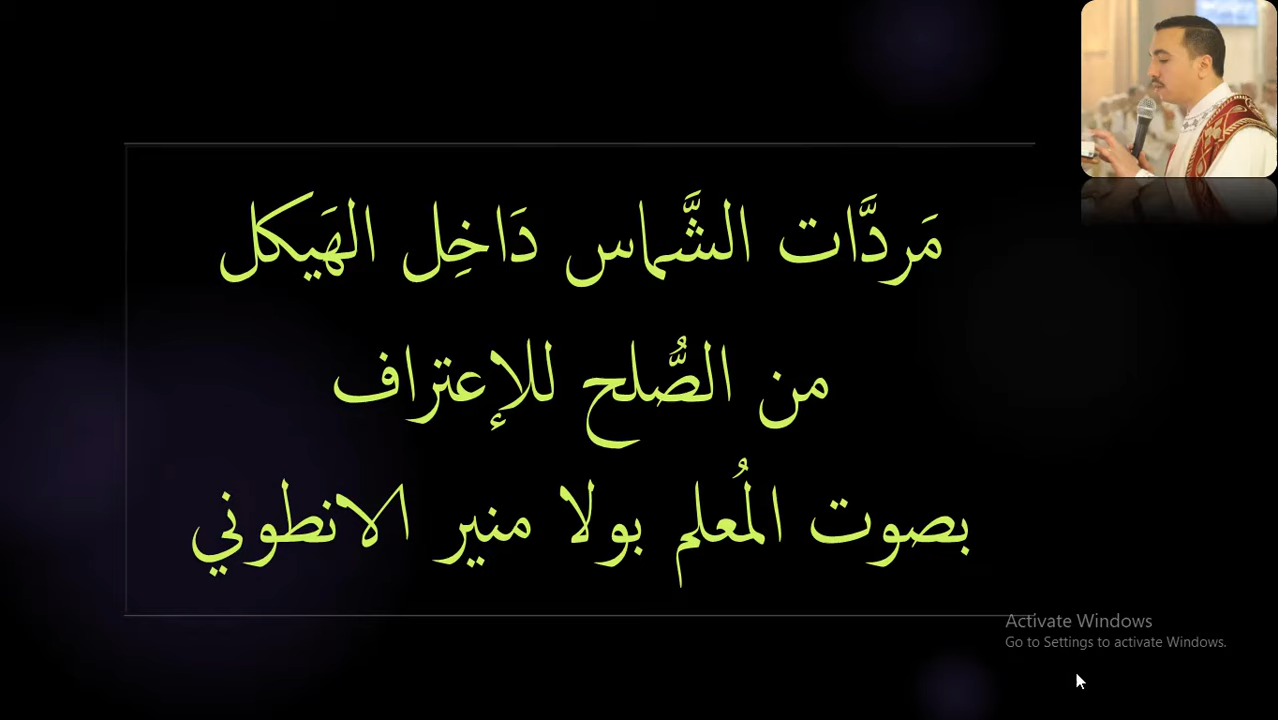 مَردَّات الشَّماس دَاخِل الهَيكل
من الصُّلح للإعتراف
بصوت المُعلم بولا منير الانطوني
Activate Windows
Go to Settings to activate Windows.